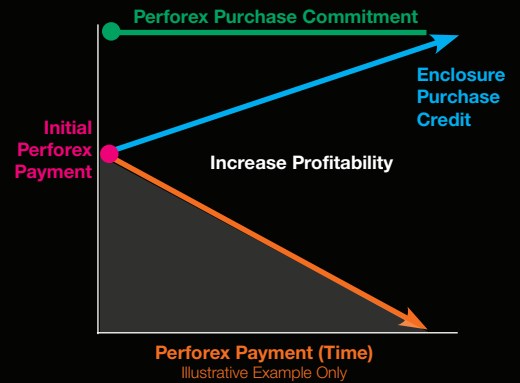 Perforex Purchase Commitment
Enclosure
Purchase
Credit
Initial
Perforex
Payment
Increase Profitability
Perforex Payment (Time)
Illustrative Example Only